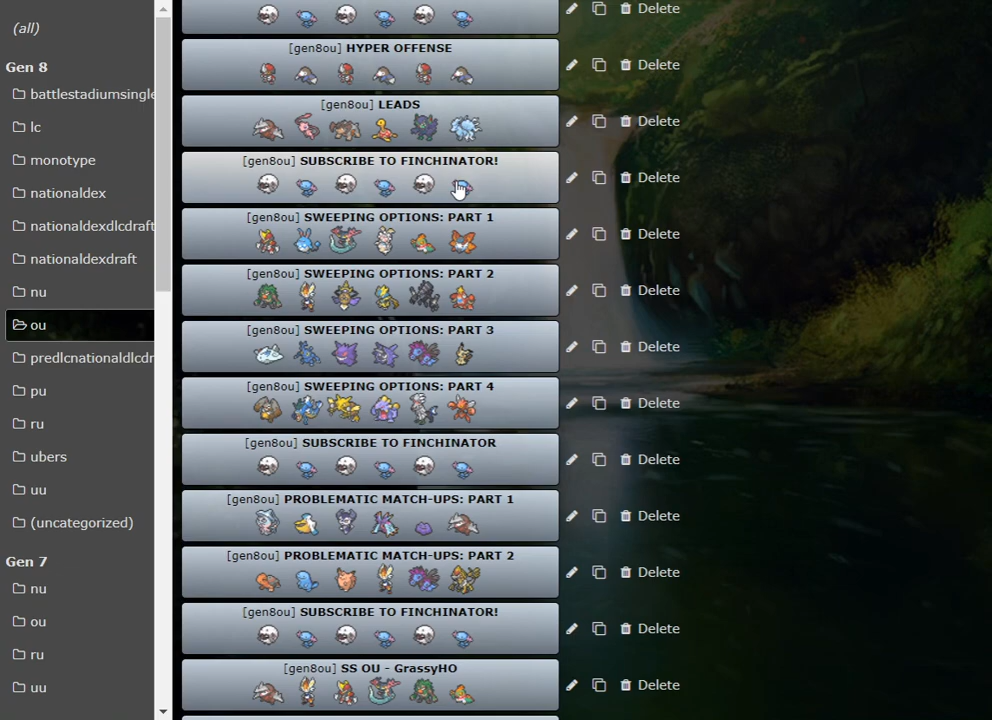 (all)
Gen 8
battlestadiumsingle
lc
monotype
nationaldex
nationaldexdlcdraft
nationaldexdraft
nu
ou
predlcnationaldlcdr
pu
ru
ubers
uu
(uncategorized)
Gen 7
nu
ou
ru
uu
Delete
[gen8ou] HYPER OFFENSE
Delete
[gen8ou] LEADS
Delete
[gen8ou] SUBSCRIBE TO FINCHINATOR!
Delete
[gen8ou] SWEEPING OPTIONS: PART 1
Delete
[gen8ou] SWEEPING OPTIONS: PART 2
Delete
[gen8ou] SWEEPING OPTIONS: PART 3
Delete
[gen8ou] SWEEPING OPTIONS: PART 4
Delete
[gen8ou] SUBSCRIBE TO FINCHINATOR
Delete
[gen8ou] PROBLEMATIC MATCH-UPS: PART 1
Delete
[gen8ou] PROBLEMATIC MATCH-UPS: PART 2
Delete
[gen8ou] SUBSCRIBE TO FINCHINATOR!
Delete
[gen8ou] SS OU - GrassyHO
Delete